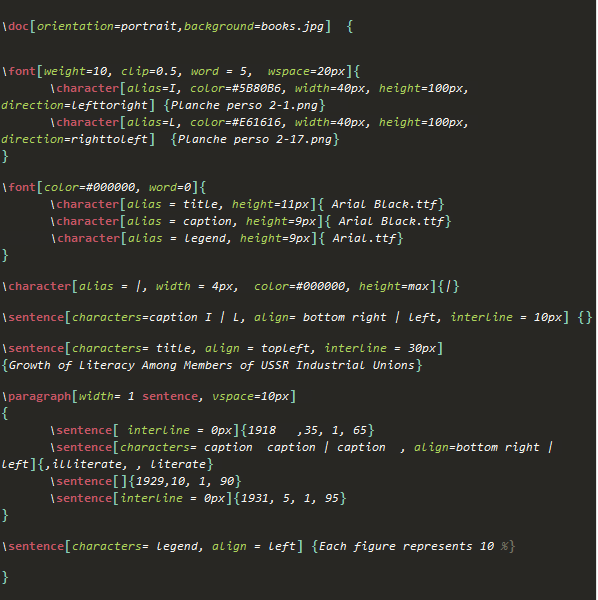 \doc[orientation=portrait,background=books.jpg]  {
\font[weight=10, clip=0.5, word = 5,  wspace=20px]{
\character[alias=I, color=#5B80B6, width=40px, height=100px,
direction=lefttoright] {Planche perso 2-1.png}
\character[alias=L, color=#E61616, width=40px, height=100px,
direction=righttoleft]  {Planche perso 2-17.png}
}
\font[color=#000000, word=0]{
\character[alias = title, height=11px]{ Arial Black.ttf}
\character[alias = caption, height=9px]{ Arial Black.ttf}
\character[alias = legend, height=9px]{ Arial.ttf}
}
\character[alias = |, width = 4px,  color=#000000, height=max]{|}
\sentence[characters=caption I | L, align= bottom right | left, interline = 10px] {}
\sentence[characters= title, align = topleft, interline = 30px]
{Growth of Literacy Among Members of USSR Industrial Unions}
\paragraph[width= 1 sentence, vspace=10px]
{
\sentence[ interline = 0px]{1918   ,35, 1, 65}
\sentence[characters= caption  caption | caption  , align=bottom right |
left]{,illiterate, , literate}
\sentence[]{1929,10, 1, 90}
\sentence[interline = 0px]{1931, 5, 1, 95}
}
\sentence[characters= legend, align = left] {Each figure represents 10 %}
}